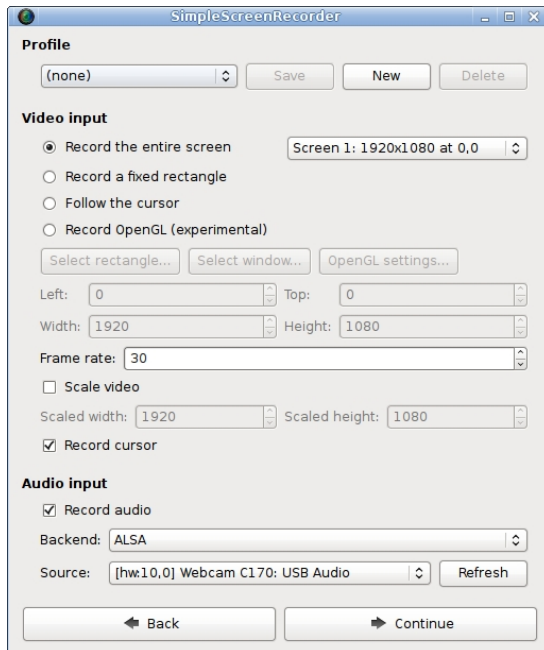 SimpleScreenRecorder
Profile
(none) Save New Delete
Video input
Record the entire screen Screen 1: 1920x1080 at 0,0
Record a fixed rectangle
Follow the cursor
Record OpenGL (experimental)
Select rectangle... Select window... OpenGL settings...
Left: 0 Top: 0
Width: 1920 Height: 1080
Frame rate: 30
Scale video
Scaled width: 1920 Scaled height: 1080
Record cursor
Audio input
Record audio
Backend: ALSA
Source: [hw:10,0] Webcam C170: USB Audio Refresh
Back Continue